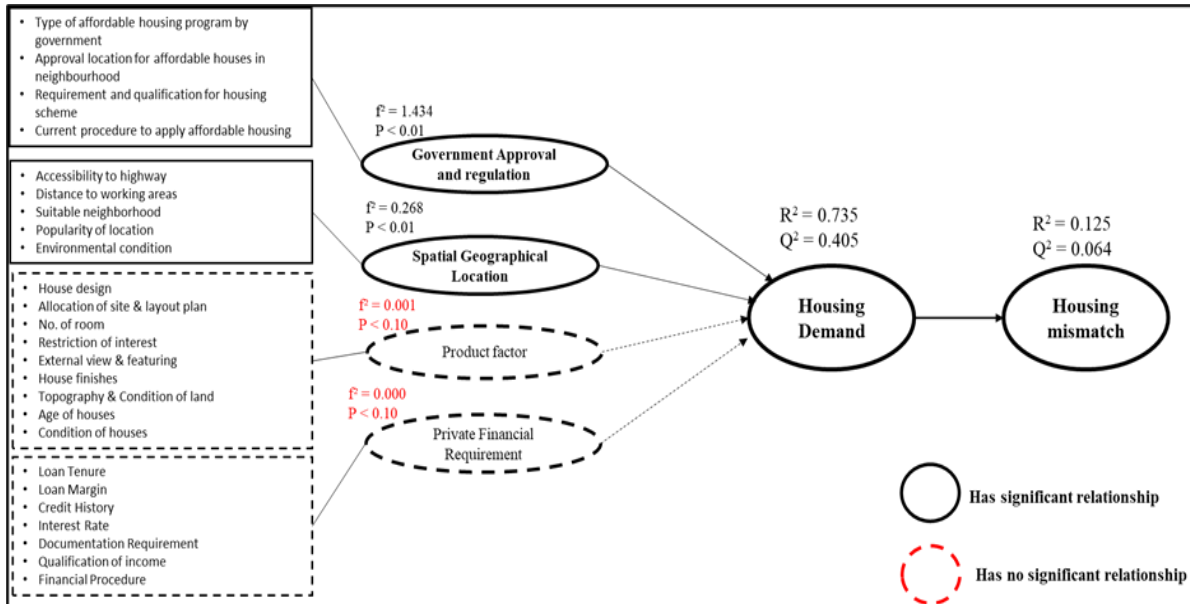 • Type of affordable housing program by
government
• Approval location for affordable houses in
neighbourhood
• Requirement and qualification for housing
scheme
• Current procedure to apply affordable housing
• Accessibility to highway
• Distance to working areas
• Suitable neighborhood
• Popularity of location
• Environmental condition
• House design
• Allocation of site & layout plan
• No. of room
• Restriction of interest
• External view & featuring
• House finishes
• Topography & Condition of land
• Age of houses
• Condition of houses
• Loan Tenure
• Loan Margin
• Credit History
• Interest Rate
• Documentation Requirement
• Qualification of income
• Financial Procedure
f² = 1.434
P < 0.01
Government Approval
and regulation
f² = 0.268
P < 0.01
Spatial Geographical
Location
f² = 0.001
P < 0.10
Product factor
f² = 0.000
P < 0.10
Private Financial
Requirement
R² = 0.735
Q² = 0.405
Housing
Demand
R² = 0.125
Q² = 0.064
Housing
mismatch
Has significant relationship
Has no significant relationship